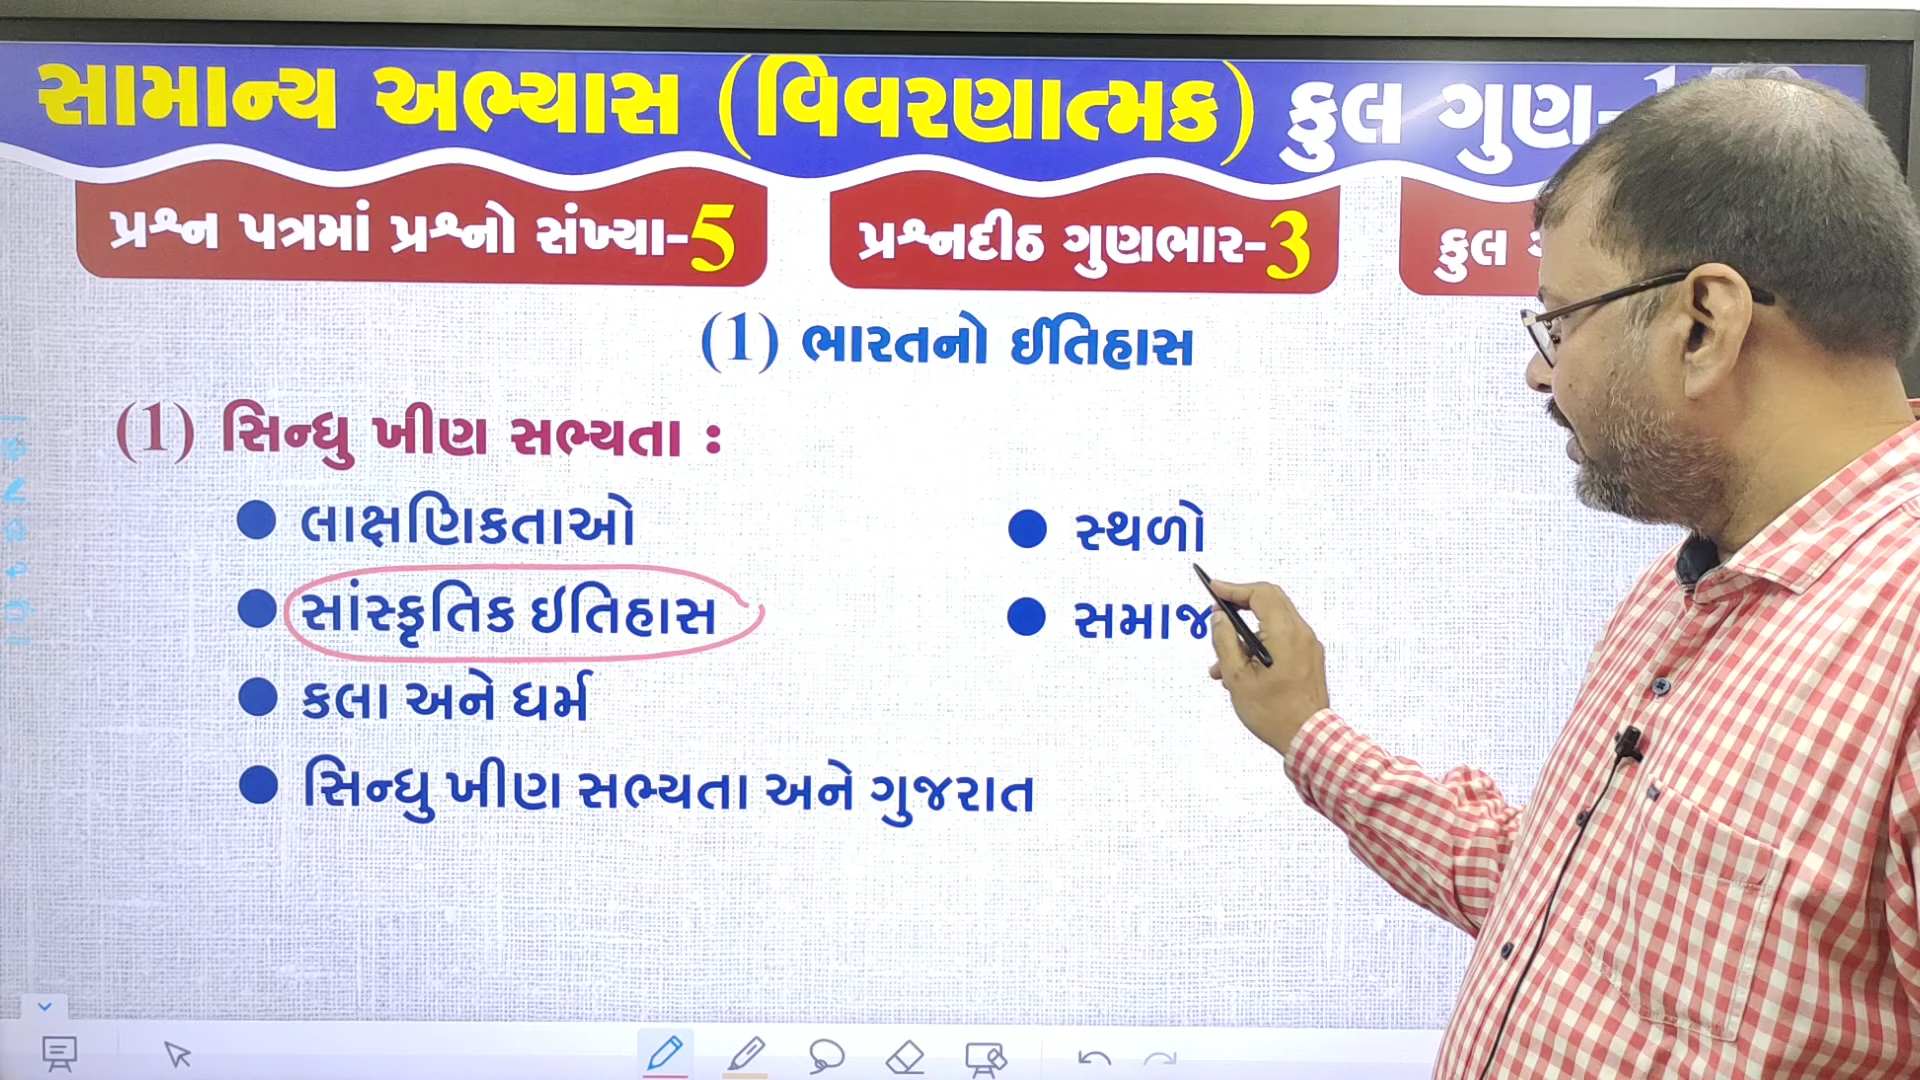 સામાન્ય અભ્યાસ (વિવરણાત્મક) કુલ ગુણ-
પ્રશ્ન પત્રમાં પ્રશ્નો સંખ્યા-5
પ્રશ્નદીઠ ગુણભાર-3
કુલ
(1) ભારતનો ઈતિહાસ
(1) સિન્ધુ ખીણ સભ્યતા :
● લાક્ષણિકતાઓ
● સ્થળો
● સાંસ્કૃતિક ઇતિહાસ
● સમાજ
● કલા અને ધર્મ
● સિન્ધુ ખીણ સભ્યતા અને ગુજરાત